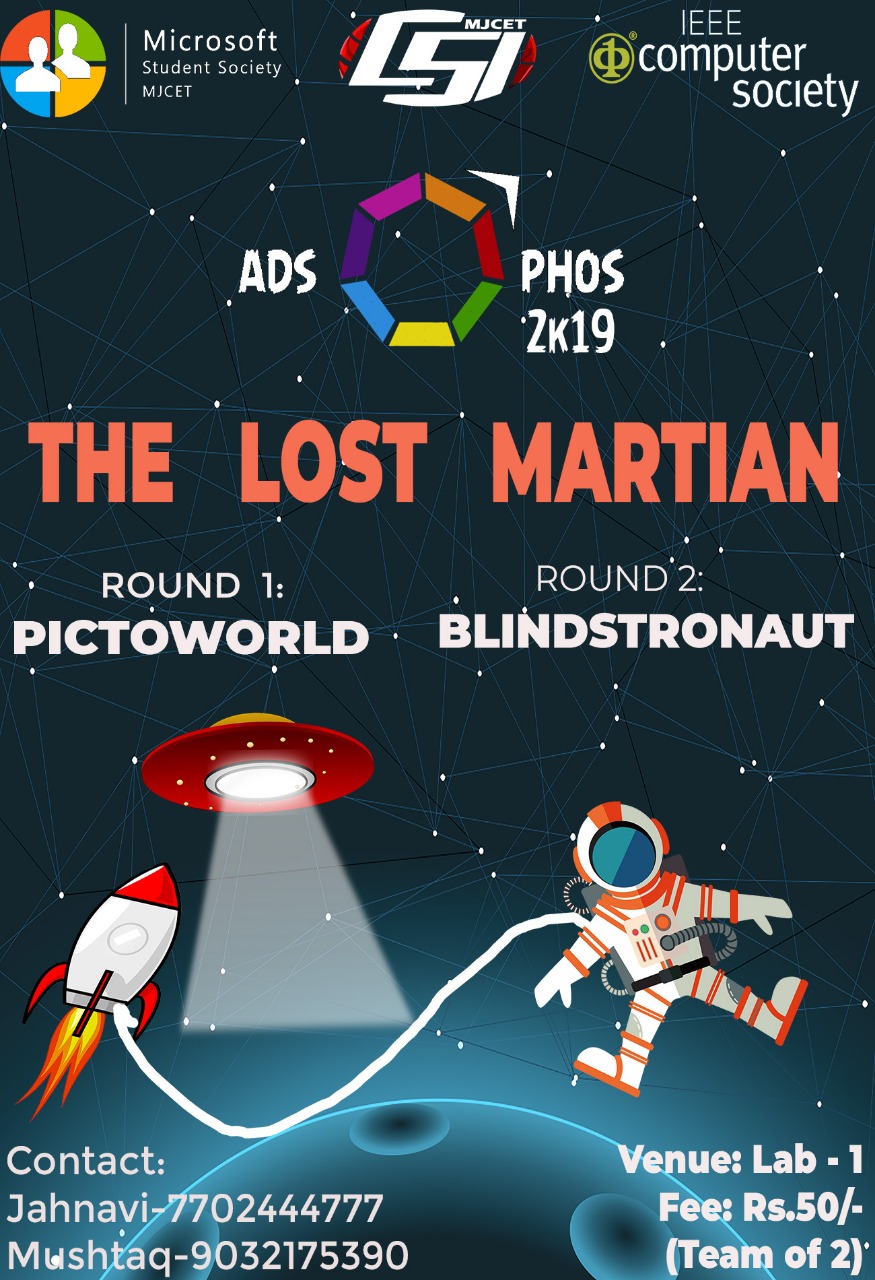 Microsoft
Student Society
MJCET
MJCET
CSI
IEEE
computer
society
ADS PHOS
2K19
THE LOST MARTIAN
ROUND 1:
PICTOWORLD
ROUND 2:
BLINDSTRONAUT
Contact:
Jahnavi-7702444777
Mushtaq-9032175390
Venue: Lab - 1
Fee: Rs.50/-
(Team of 2)